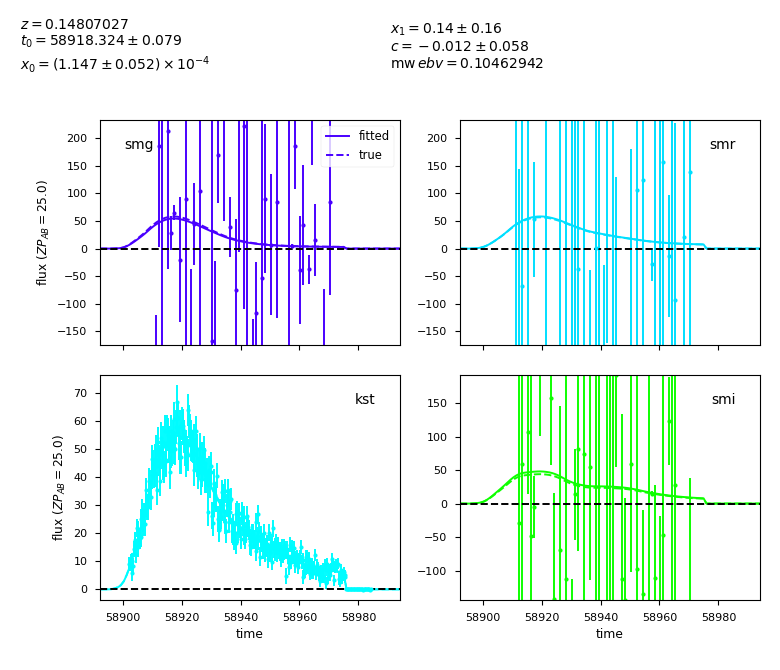 z = 0.14807027
t₀ = 58918.324 ± 0.079
x₀ = (1.147 ± 0.052) × 10⁻⁴
x₁ = 0.14 ± 0.16
c = −0.012 ± 0.058
mwebv = 0.10462942
smg
fitted
true
200
150
100
50
0
−50
−100
−150
flux (ZP_AB = 25.0)
smr
200
150
100
50
0
−50
−100
−150
kst
70
60
50
40
30
20
10
0
flux (ZP_AB = 25.0)
58900 58920 58940 58960 58980
time
smi
150
100
50
0
−50
−100
58900 58920 58940 58960 58980
time